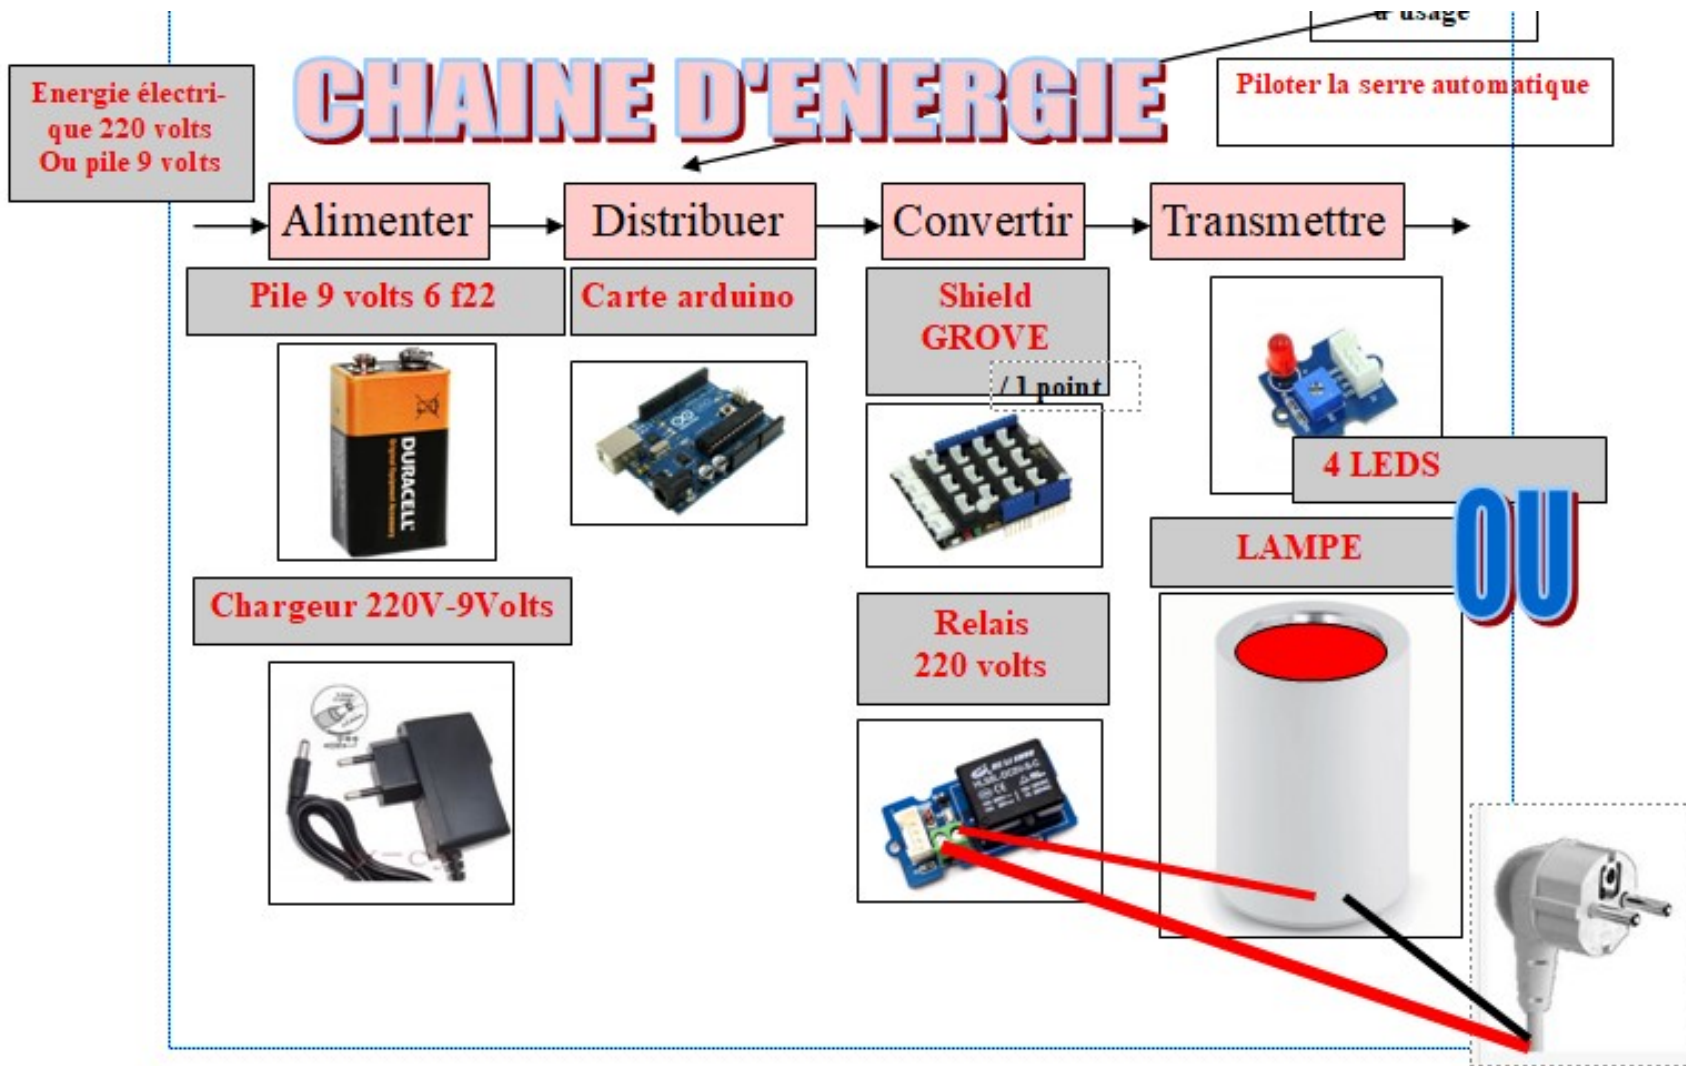 d'usage
Energie électri-
que 220 volts
Ou pile 9 volts
CHAINE D'ENERGIE
Piloter la serre automatique
Alimenter
Distribuer
Convertir
Transmettre
Pile 9 volts 6 f22
Carte arduino
Shield
GROVE
/ 1 point
DURACELL
4 LEDS
OU
LAMPE
Chargeur 220V-9Volts
Relais
220 volts